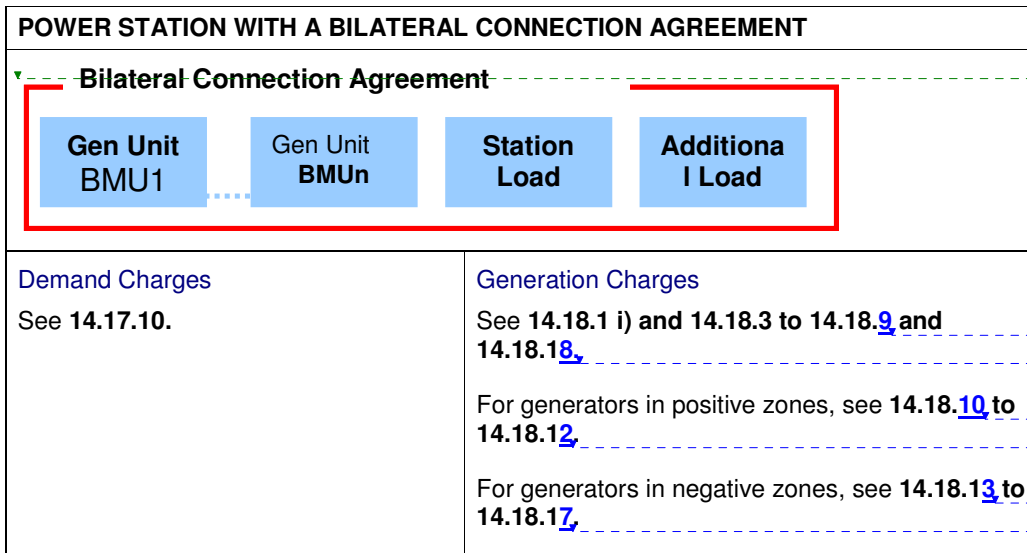 POWER STATION WITH A BILATERAL CONNECTION AGREEMENT
Bilateral Connection Agreement
Gen Unit
BMU1
Gen Unit
BMUn
Station
Load
Additiona
l Load
Demand Charges
See 14.17.10.
Generation Charges
See 14.18.1 i) and 14.18.3 to 14.18.9 and
14.18.18.
For generators in positive zones, see 14.18.10 to
14.18.12.
For generators in negative zones, see 14.18.13 to
14.18.17.